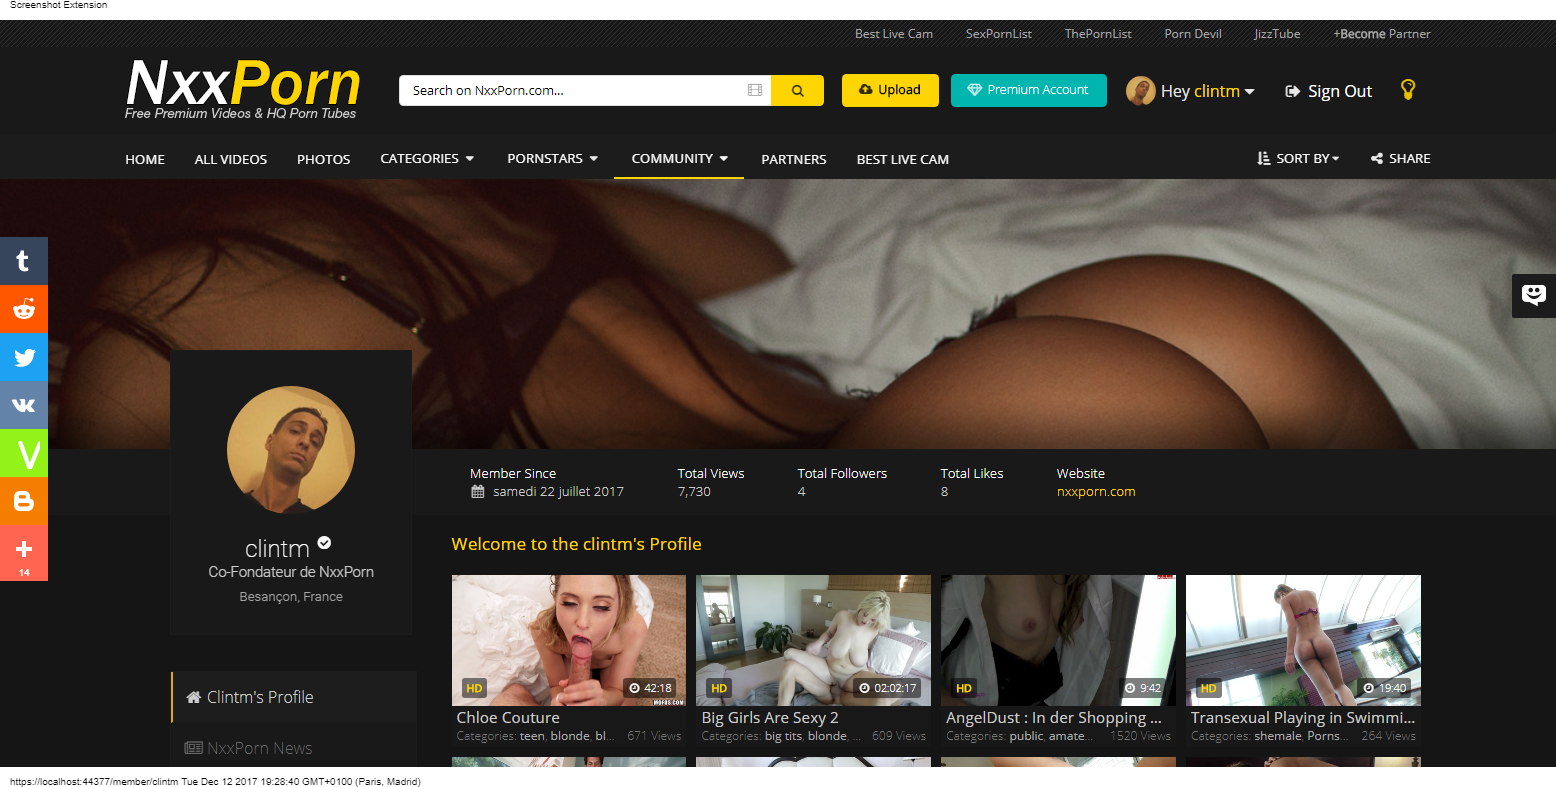 Screenshot Extension
Best Live Cam SexPornList ThePornList Porn Devil JizzTube +Become Partner
NxxPorn
Free Premium Videos & HQ Porn Tubes
Search on NxxPorn.com...
Upload
Premium Account
Hey clintm
Sign Out
HOME ALL VIDEOS PHOTOS CATEGORIES PORNSTARS COMMUNITY PARTNERS BEST LIVE CAM SORT BY SHARE
14
clintm
Co-Fondateur de NxxPorn
Besançon, France
Member Since Total Views Total Followers Total Likes Website
samedi 22 juillet 2017 7,730 4 8 nxxporn.com
Welcome to the clintm's Profile
HD 42:18 HD 02:02:17 HD 9:42 HD 19:40
MOFOS.COM
Chloe Couture Big Girls Are Sexy 2 AngelDust : In der Shopping ... Transexual Playing in Swimmi...
Categories: teen, blonde, bl... 671 Views Categories: big tits, blonde, ... 609 Views Categories: public, amate... 1520 Views Categories: shemale, Porns... 264 Views
Clintm's Profile
NxxPorn News
https://localhost:44377/member/clintm Tue Dec 12 2017 19:28:40 GMT+0100 (Paris, Madrid)